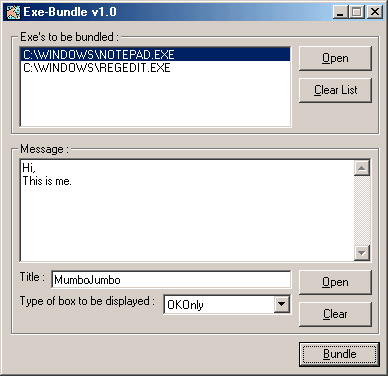 Exe-Bundle v1.0
Exe's to be bundled :
C:\WINDOWS\NOTEPAD.EXE
C:\WINDOWS\REGEDIT.EXE
Open
Clear List
Message :
Hi,
This is me.
Title :
MumboJumbo
Open
Type of box to be displayed :
OKOnly
Clear
Bundle